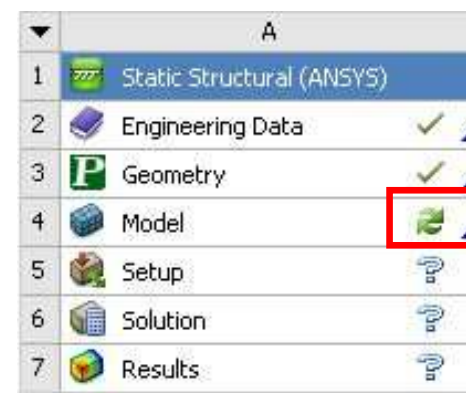 A
1 Static Structural (ANSYS)
2 Engineering Data
3 P Geometry
4 Model
5 Setup ?
6 Solution ?
7 Results ?